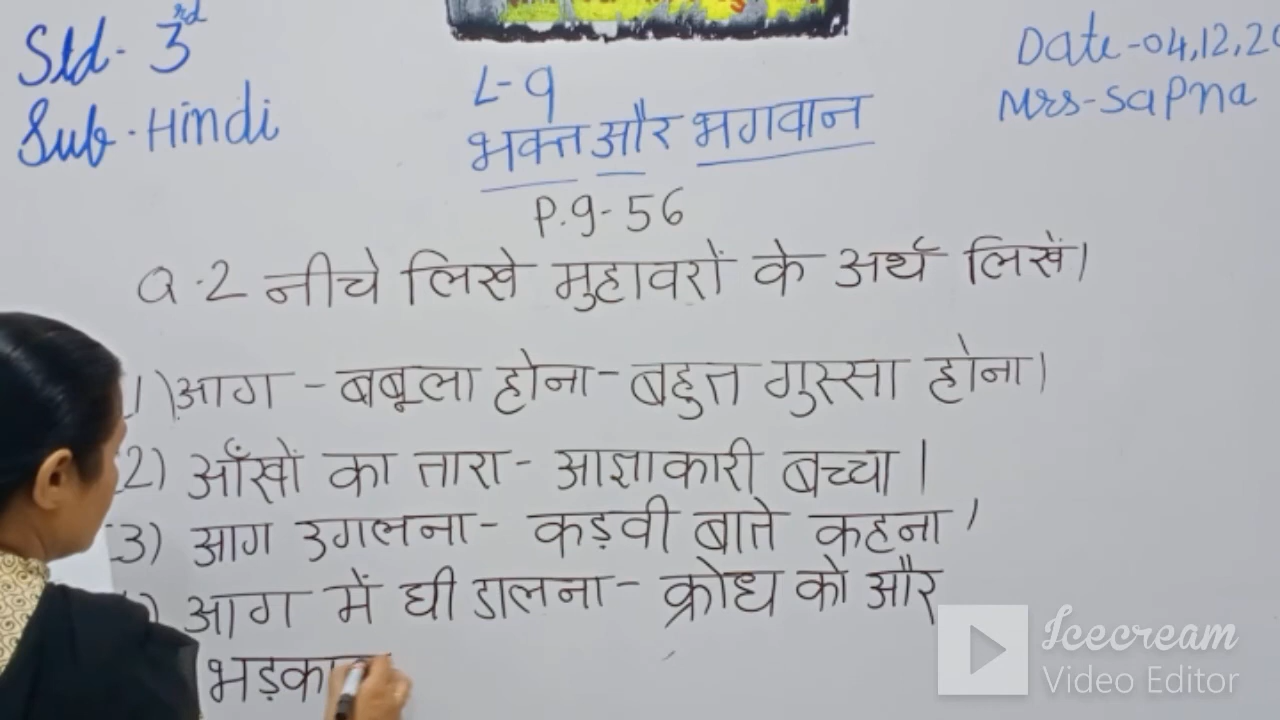 Std- 3rd
Sub-Hindi
L-9
भक्त और भगवान
Date-04,12,20
Mrs-Sapna
P.g-56
Q.2 नीचे लिखे मुहावरों के अर्थ लिखें।
1) आग - बबूला होना - बहुत गुस्सा होना।
2) आँखों का तारा - आज्ञाकारी बच्चा।
3) आग उगलना - कड़वी बाते कहना।
) आग में घी डालना - क्रोध को और
भड़का
Icecream
Video Editor